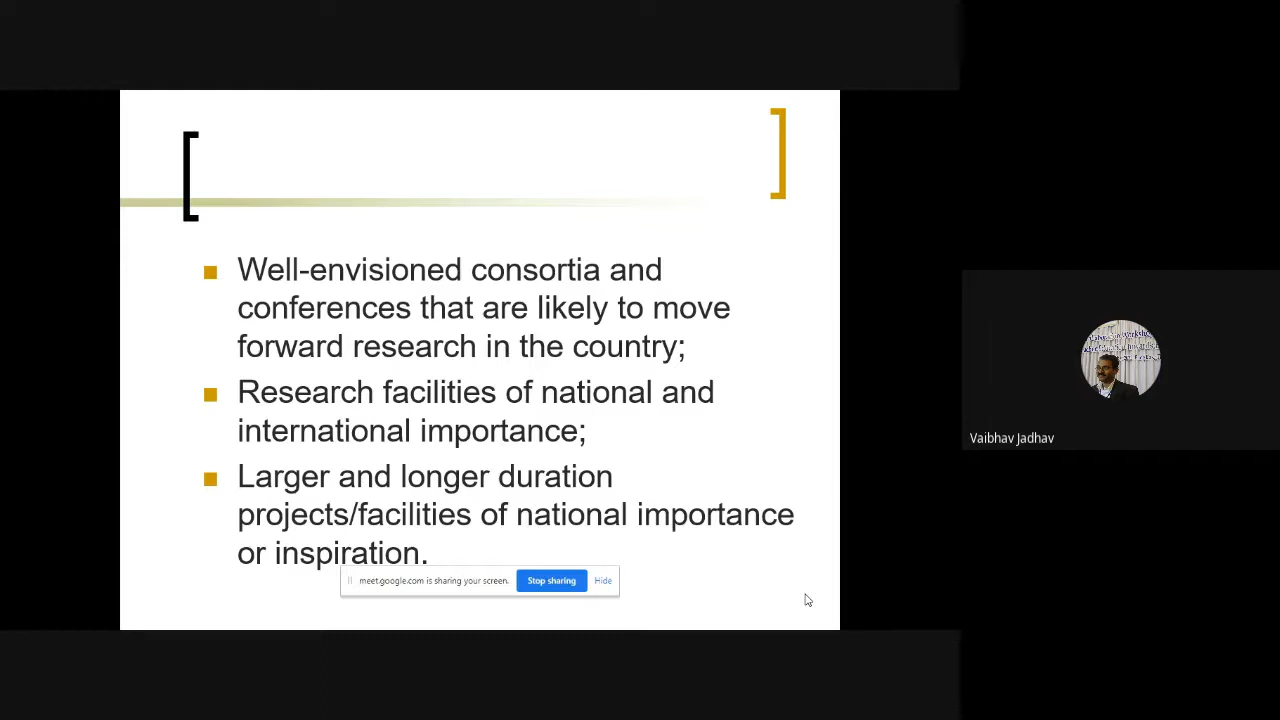 Well-envisioned consortia and
conferences that are likely to move
forward research in the country;
Research facilities of national and
international importance;
Larger and longer duration
projects/facilities of national importance
or inspiration.
meet.google.com is sharing your screen. Stop sharing Hide
Vaibhav Jadhav